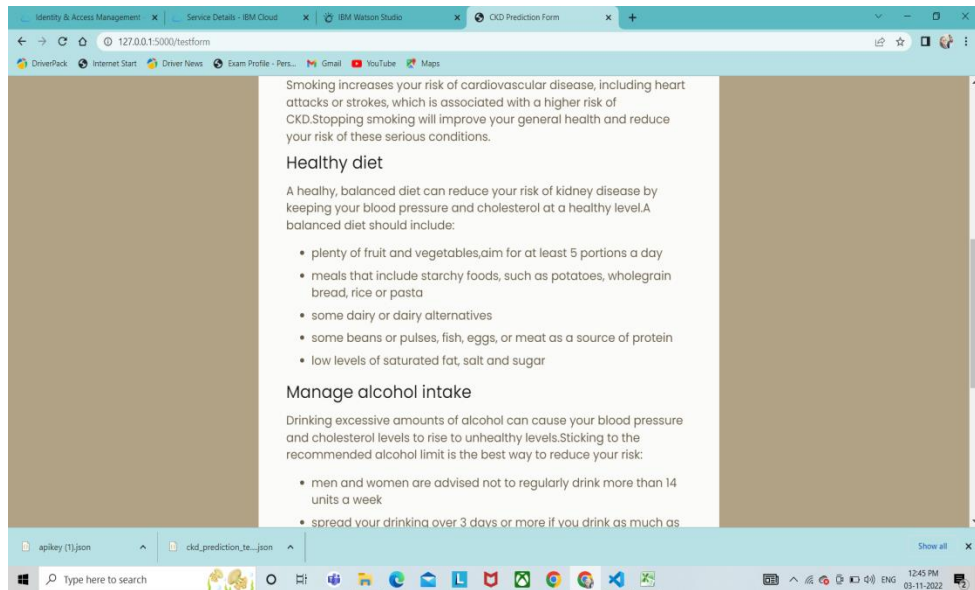 Identity & Access Management
Service Details - IBM Cloud
IBM Watson Studio
CKD Prediction Form
127.0.0.1:5000/testform
DriverPack
Internet Start
Driver News
Exam Profile - Pers...
Gmail
YouTube
Maps
Smoking increases your risk of cardiovascular disease, including heart
attacks or strokes, which is associated with a higher risk of
CKD.Stopping smoking will improve your general health and reduce
your risk of these serious conditions.
Healthy diet
A healhy, balanced diet can reduce your risk of kidney disease by
keeping your blood pressure and cholesterol at a healthy level.A
balanced diet should include:
plenty of fruit and vegetables,aim for at least 5 portions a day
meals that include starchy foods, such as potatoes, wholegrain
bread, rice or pasta
some dairy or dairy alternatives
some beans or pulses, fish, eggs, or meat as a source of protein
low levels of saturated fat, salt and sugar
Manage alcohol intake
Drinking excessive amounts of alcohol can cause your blood pressure
and cholesterol levels to rise to unhealthy levels.Sticking to the
recommended alcohol limit is the best way to reduce your risk:
men and women are advised not to regularly drink more than 14
units a week
spread your drinking over 3 days or more if you drink as much as
apikey (1).json
ckd_prediction_te....json
Show all
Type here to search
ENG
12:45 PM
03-11-2022